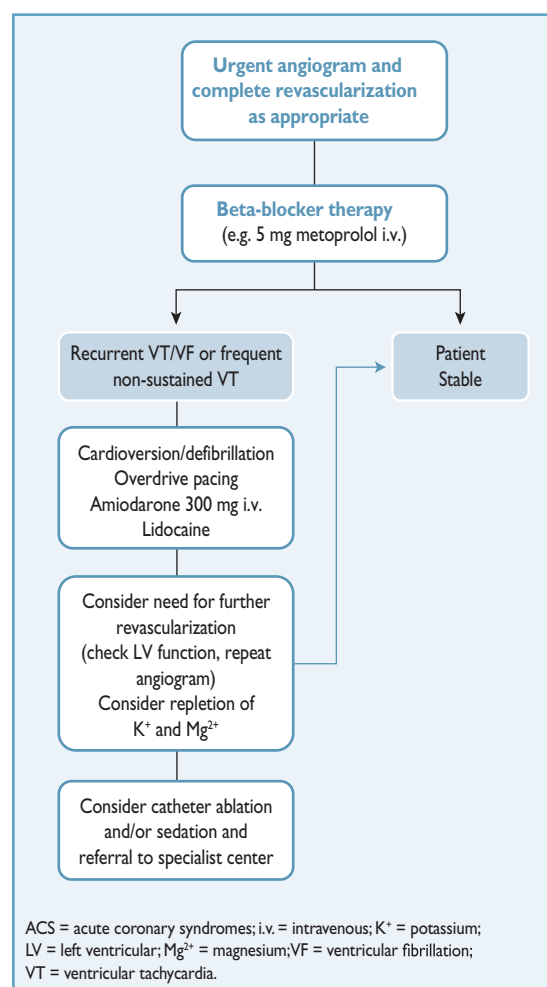 Urgent angiogram and
complete revascularization
as appropriate
Beta-blocker therapy
(e.g. 5 mg metoprolol i.v.)
Recurrent VT/VF or frequent
non-sustained VT
Patient
Stable
Cardioversion/defibrillation
Overdrive pacing
Amiodarone 300 mg i.v.
Lidocaine
Consider need for further
revascularization
(check LV function, repeat
angiogram)
Consider repletion of
K⁺ and Mg²⁺
Consider catheter ablation
and/or sedation and
referral to specialist center
ACS = acute coronary syndromes; i.v. = intravenous; K⁺ = potassium;
LV = left ventricular; Mg²⁺ = magnesium; VF = ventricular fibrillation;
VT = ventricular tachycardia.